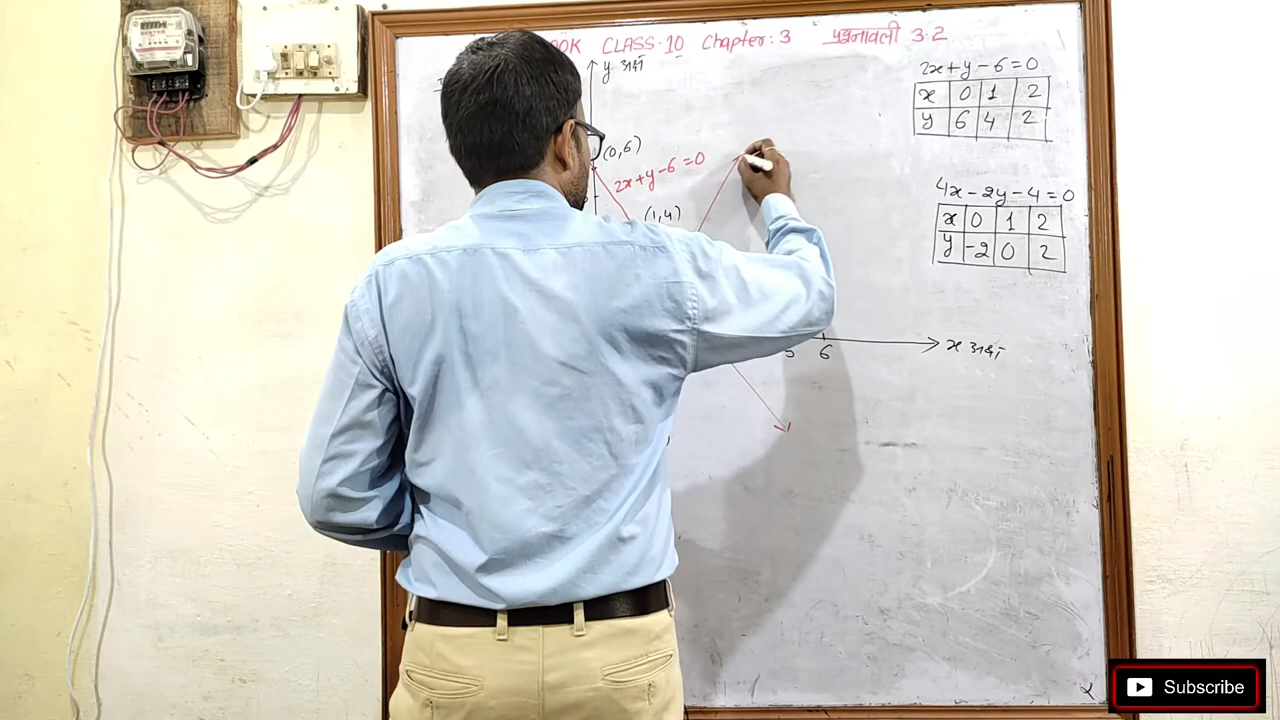 OOK CLASS:10 Chapter:3 प्रश्नावली 3.2
y अक्ष
(0,6)
2x+y-6=0
(1,4)
5 6
x अक्ष
2x+y-6=0
x 0 1 2
y 6 4 2
4x-2y-4=0
x 0 1 2
y -2 0 2
Subscribe